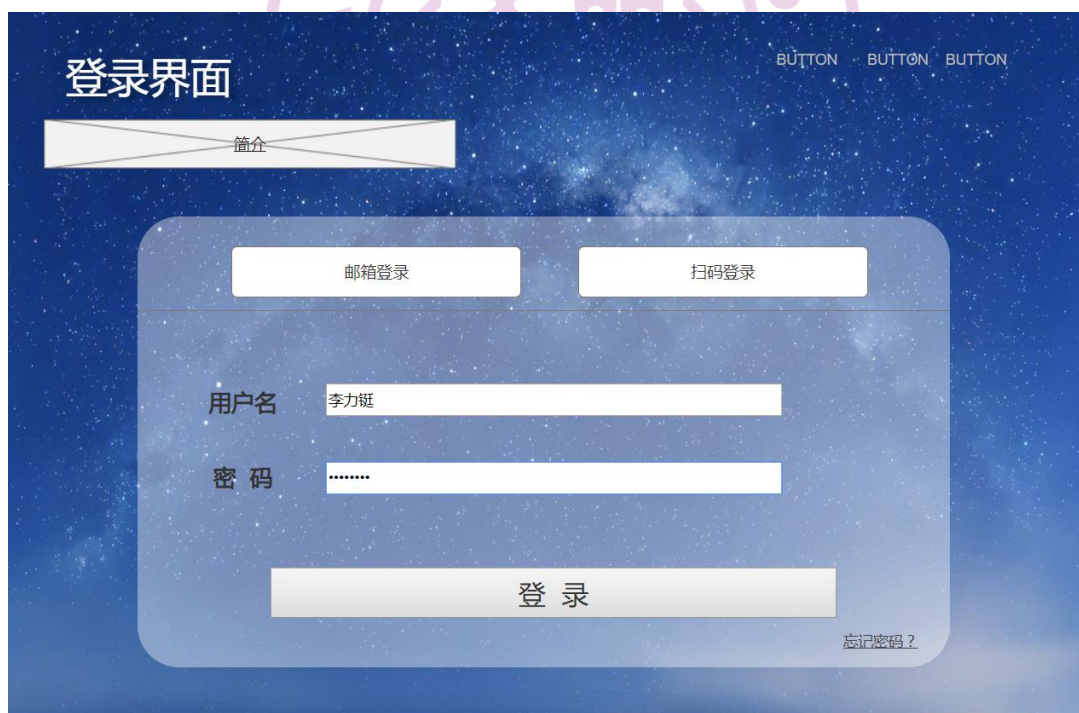 登录界面
BUTTON BUTTON BUTTON
简介
邮箱登录 扫码登录
用户名 李力铤
密 码 ••••••••
登 录
忘记密码？